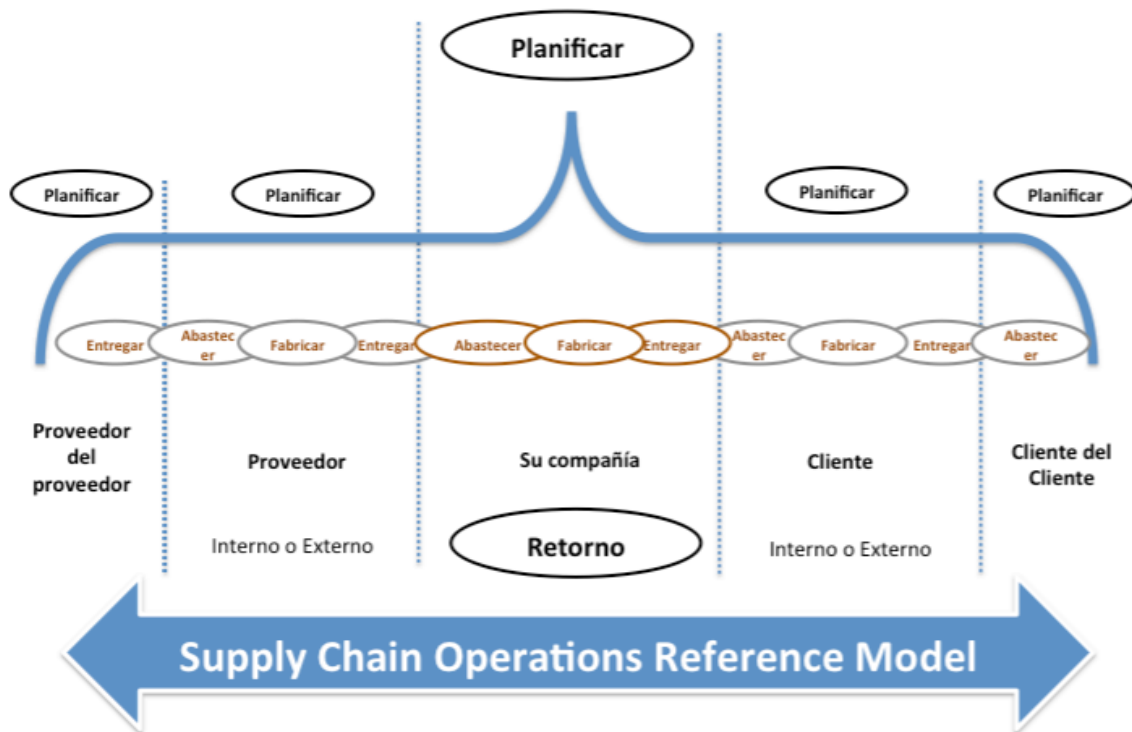 Planificar
Planificar
Planificar
Planificar
Planificar
Entregar
Abastec
er
Fabricar
Entregar
Abastecer
Fabricar
Entregar
Abastec
er
Fabricar
Entregar
Abastec
er
Proveedor
del
proveedor
Proveedor
Su compañía
Cliente
Cliente del
Cliente
Interno o Externo
Retorno
Interno o Externo
Supply Chain Operations Reference Model